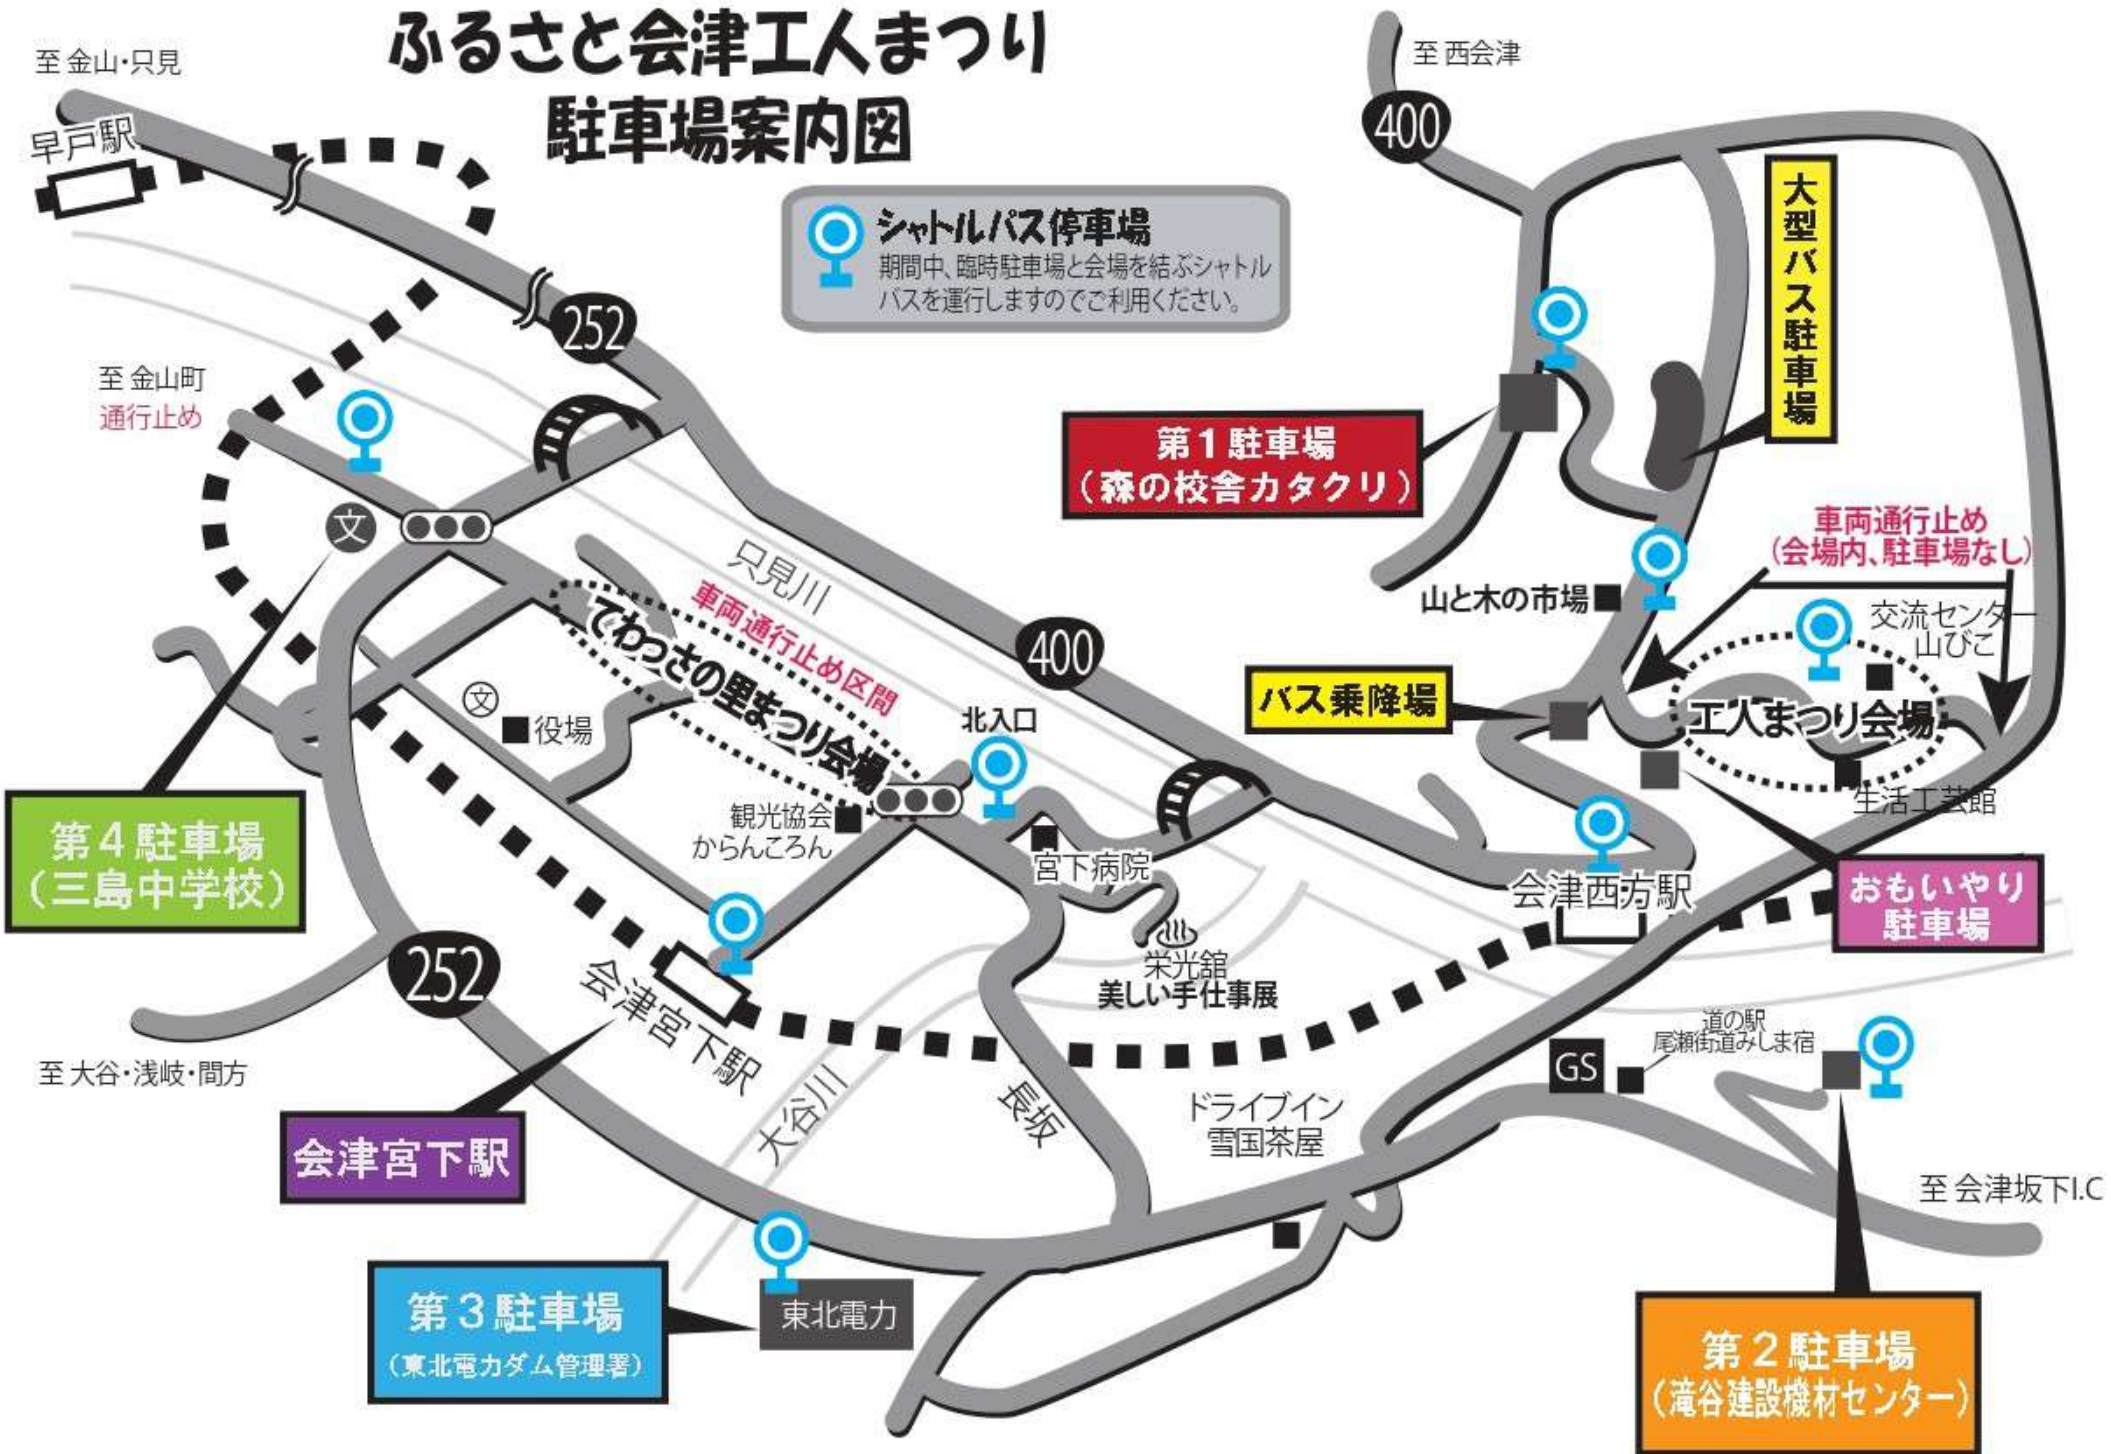 ふるさと会津工人まつり
駐車場案内図
至 金山・只見
早戸駅
至 西会津
400
シャトルバス停車場
期間中、臨時駐車場と会場を結ぶシャトル
バスを運行しますのでご利用ください。
大型バス駐車場
252
至 金山町
通行止め
第1駐車場
(森の校舎カタクリ)
文
只見川
車両通行止め
(会場内、駐車場なし)
山と木の市場
交流センター
山びこ
てわっさの里まつり会場
車両通行止め区間
400
バス乗降場
工人まつり会場
文
役場
北入口
観光協会
からんころん
宮下病院
生活工芸館
会津西方駅
おもいやり
駐車場
第4駐車場
(三島中学校)
252
栄光舘
美しい手仕事展
会津宮下駅
大谷川
長坂
至 大谷・浅岐・間方
会津宮下駅
ドライブイン
雪国茶屋
GS
道の駅
尾瀬街道みしま宿
至 会津坂下I.C
第3駐車場
(東北電力ダム管理署)
東北電力
第2駐車場
(滝谷建設機材センター)